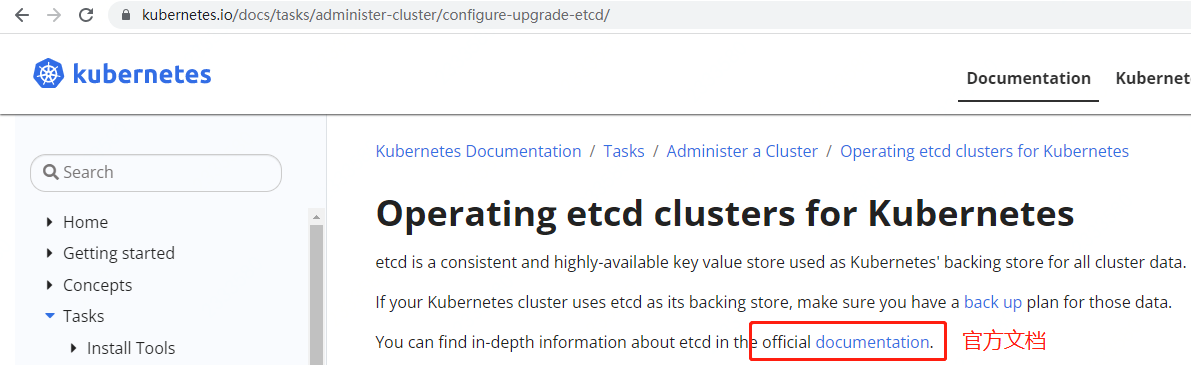 kubernetes.io/docs/tasks/administer-cluster/configure-upgrade-etcd/
kubernetes
Documentation
Kubernet
Search
Home
Getting started
Concepts
Tasks
Install Tools
Kubernetes Documentation / Tasks / Administer a Cluster / Operating etcd clusters for Kubernetes
Operating etcd clusters for Kubernetes
etcd is a consistent and highly-available key value store used as Kubernetes' backing store for all cluster data.
If your Kubernetes cluster uses etcd as its backing store, make sure you have a back up plan for those data.
You can find in-depth information about etcd in the official documentation.
官方文档